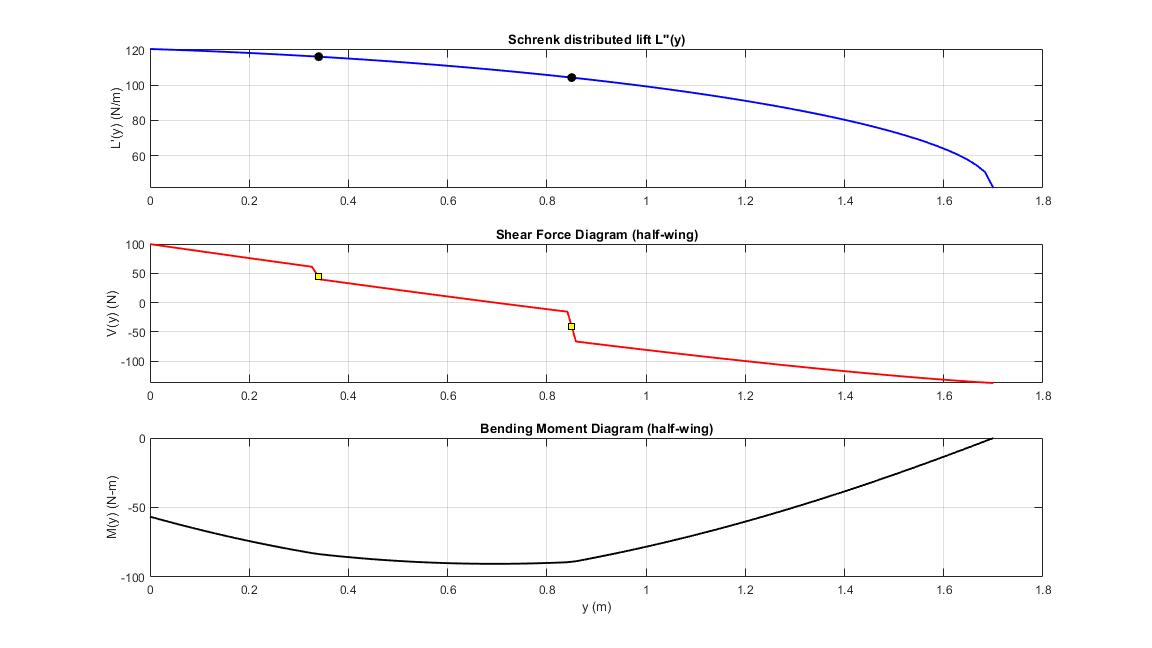 Schrenk distributed lift L"(y)
120
100
80
60
L'(y) (N/m)
0 0.2 0.4 0.6 0.8 1 1.2 1.4 1.6 1.8
Shear Force Diagram (half-wing)
100
50
0
-50
-100
V(y) (N)
0 0.2 0.4 0.6 0.8 1 1.2 1.4 1.6 1.8
Bending Moment Diagram (half-wing)
0
-50
-100
M(y) (N-m)
0 0.2 0.4 0.6 0.8 1 1.2 1.4 1.6 1.8
y (m)